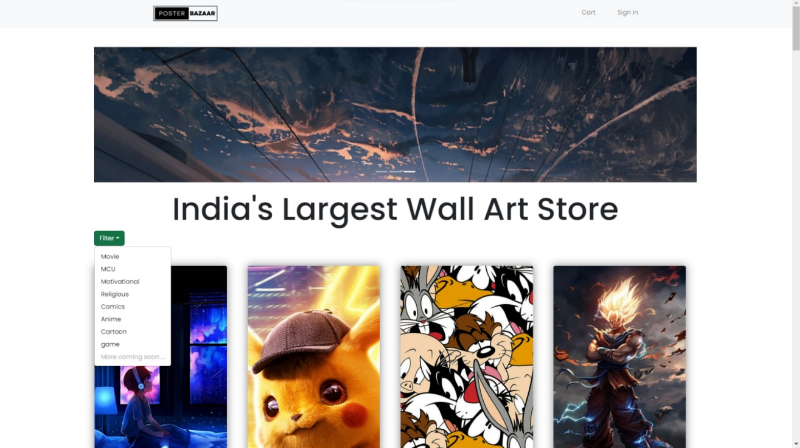 POSTER BAZAAR
Cart
Sign In
India's Largest Wall Art Store
Filter
Movie
MCU
Motivational
Religious
Comics
Anime
Cartoon
game
More coming soon ...